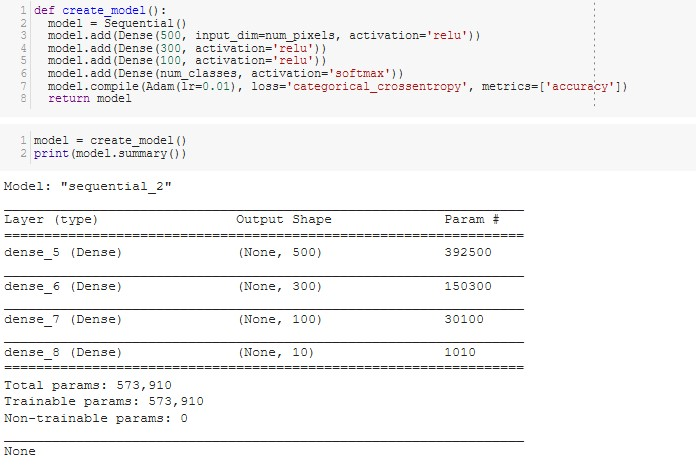 1 def create_model():
2   model = Sequential()
3   model.add(Dense(500, input_dim=num_pixels, activation='relu'))
4   model.add(Dense(300, activation='relu'))
5   model.add(Dense(100, activation='relu'))
6   model.add(Dense(num_classes, activation='softmax'))
7   model.compile(Adam(lr=0.01), loss='categorical_crossentropy', metrics=['accuracy'])
8   return model
1 model = create_model()
2 print(model.summary())
Model: "sequential_2"
Layer (type) Output Shape Param #
dense_5 (Dense) (None, 500) 392500
dense_6 (Dense) (None, 300) 150300
dense_7 (Dense) (None, 100) 30100
dense_8 (Dense) (None, 10) 1010
Total params: 573,910
Trainable params: 573,910
Non-trainable params: 0
None